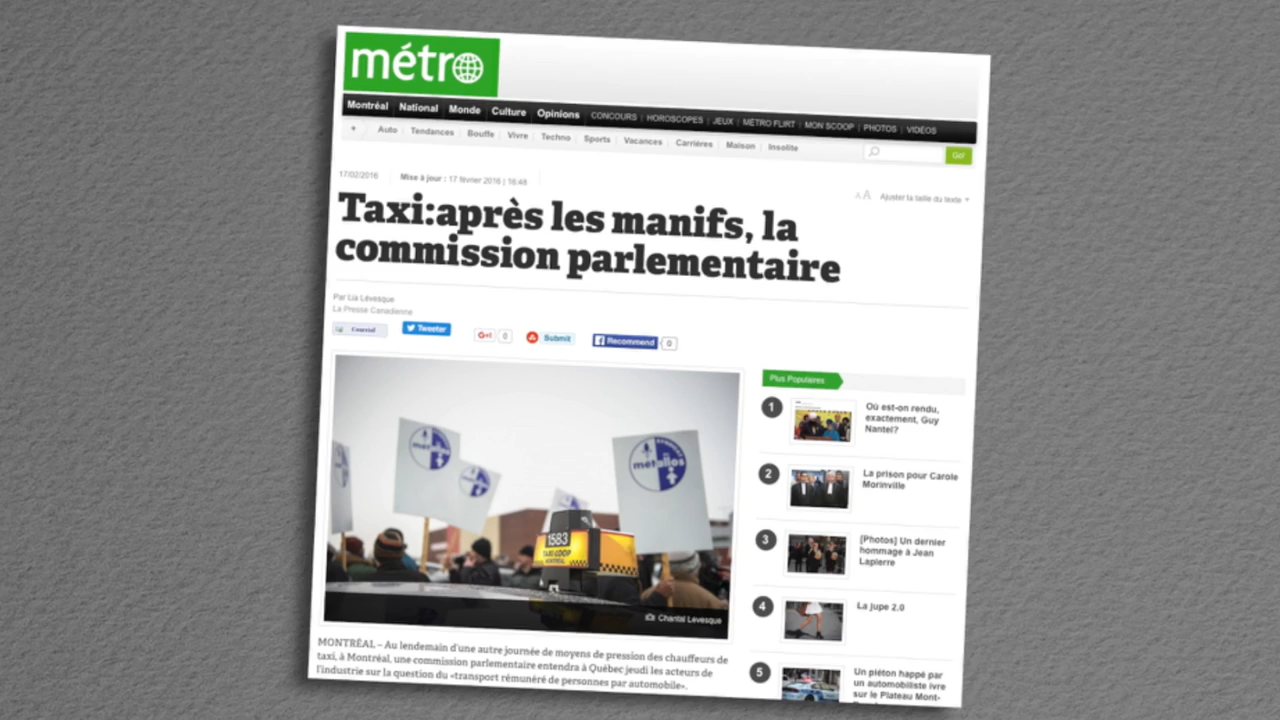 métro
Montréal National Monde Culture Opinions CONCOURS | HOROSCOPES | JEUX | MÉTRO FLIRT | MON SCOOP | PHOTOS | VIDÉOS
+ Auto | Tendances | Bouffe | Vivre | Techno | Sports | Vacances | Carrières | Maison | Insolite
Go!
17/02/2016 Mise à jour : 17 février 2016 | 16:48
A A Ajuster la taille du texte
Taxi:après les manifs, la
commission parlementaire
Par Lia Lévesque
La Presse Canadienne
Courriel Tweeter G+1 0 Submit Recommend 0
métallos
1583
TAXI COOP
MONTRÉAL
Chantal Levesque
MONTRÉAL – Au lendemain d'une autre journée de moyens de pression des chauffeurs de
taxi, à Montréal, une commission parlementaire entendra à Québec jeudi les acteurs de
l'industrie sur la question du «transport rémunéré de personnes par automobile».
Plus Populaires
1
Où est-on rendu,
exactement, Guy
Nantel?
2
La prison pour Carole
Morinville
3
[Photos] Un dernier
hommage à Jean
Lapierre
4
La jupe 2.0
5
Un piéton happé par
un automobiliste ivre
sur le Plateau Mont-